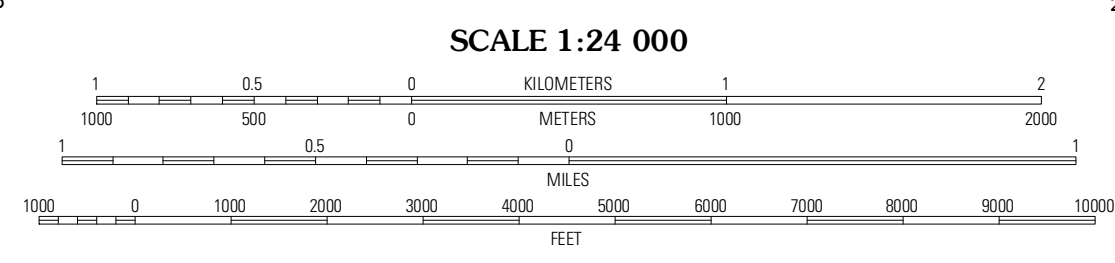 SCALE 1:24 000
1 0.5 0 KILOMETERS 1 2
1000 500 0 METERS 1000 2000
1 0.5 0 1
MILES
1000 0 1000 2000 3000 4000 5000 6000 7000 8000 9000 10000
FEET